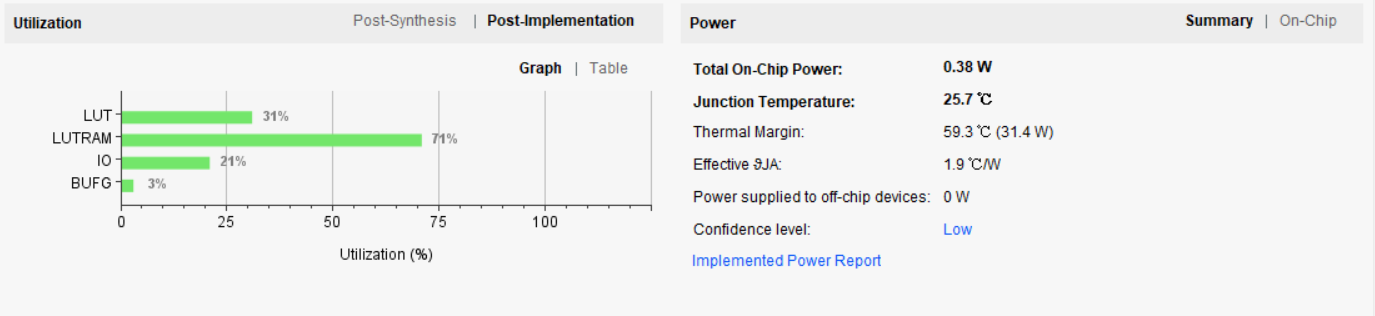 Utilization
Post-Synthesis | Post-Implementation
Graph | Table
LUT 31%
LUTRAM 71%
IO 21%
BUFG 3%
0 25 50 75 100
Utilization (%)
Power
Summary | On-Chip
Total On-Chip Power: 0.38 W
Junction Temperature: 25.7 ℃
Thermal Margin: 59.3 ℃ (31.4 W)
Effective ϑJA: 1.9 ℃/W
Power supplied to off-chip devices: 0 W
Confidence level: Low
Implemented Power Report